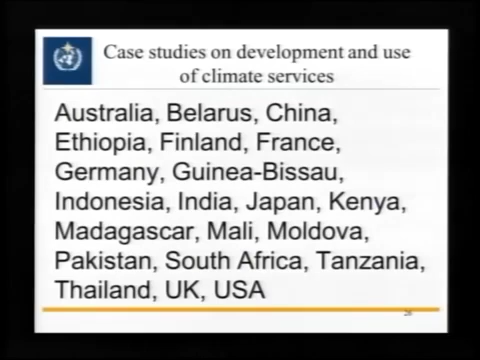 Case studies on development and use
of climate services
Australia, Belarus, China,
Ethiopia, Finland, France,
Germany, Guinea-Bissau,
Indonesia, India, Japan, Kenya,
Madagascar, Mali, Moldova,
Pakistan, South Africa, Tanzania,
Thailand, UK, USA